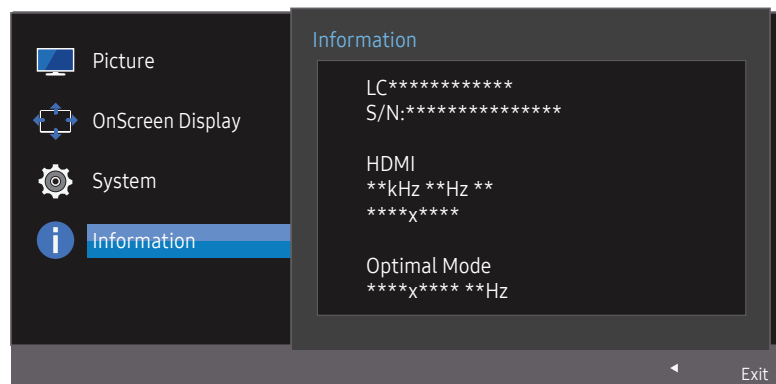 Picture
OnScreen Display
System
Information
Information
LC************
S/N:***************
HDMI
**kHz **Hz **
****x****
Optimal Mode
****x**** **Hz
Exit